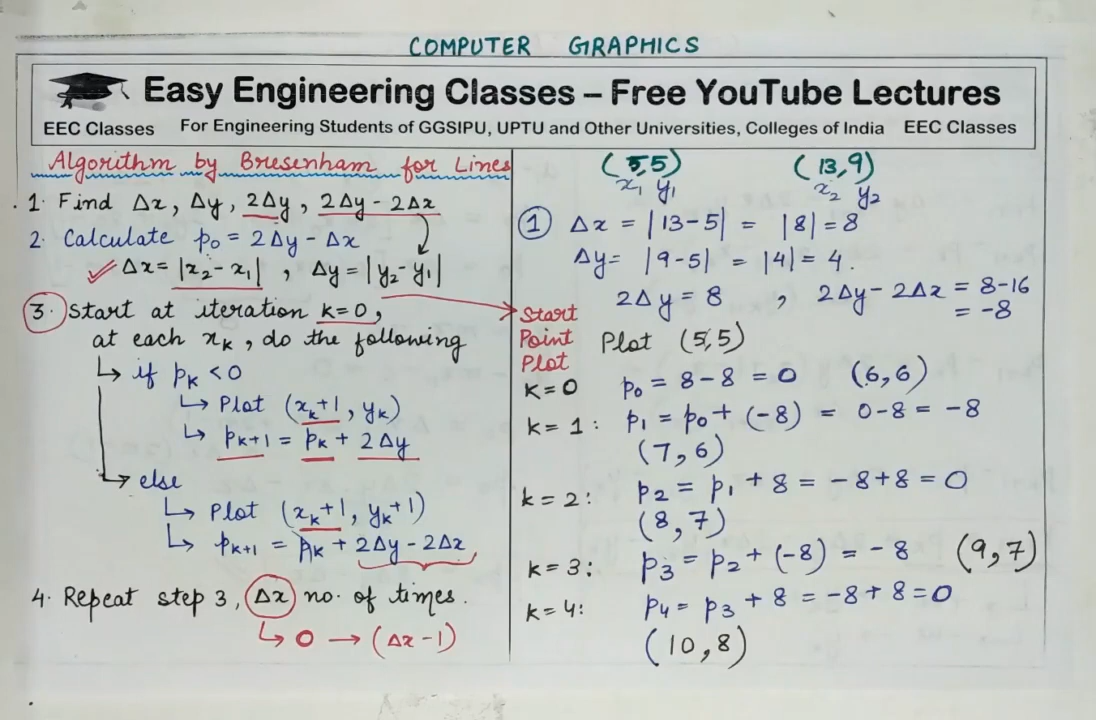 COMPUTER GRAPHICS
Easy Engineering Classes – Free YouTube Lectures
EEC Classes For Engineering Students of GGSIPU, UPTU and Other Universities, Colleges of India EEC Classes
Algorithm by Bresenham for Lines
1. Find Δx, Δy, 2Δy, 2Δy - 2Δx
2. Calculate p₀ = 2Δy - Δx
✓ Δx = |x₂ - x₁| , Δy = |y₂ - y₁|
3. Start at iteration k=0,
at each xₖ, do the following
↳ if pₖ < 0
↳ Plot (xₖ+1, yₖ)
↳ pₖ₊₁ = pₖ + 2Δy
↳ else
↳ Plot (xₖ+1, yₖ+1)
↳ pₖ₊₁ = pₖ + 2Δy - 2Δx
4. Repeat step 3, Δx no. of times.
↳ 0 → (Δx - 1)
(5,5) (13,9)
x₁ y₁ x₂ y₂
① Δx = |13-5| = |8| = 8
Δy = |9-5| = |4| = 4.
2Δy = 8 , 2Δy - 2Δx = 8-16
= -8
Start
Point Plot (5,5)
Plot
k=0 p₀ = 8-8 = 0 (6,6)
k=1: p₁ = p₀ + (-8) = 0-8 = -8
(7,6)
k=2: p₂ = p₁ + 8 = -8+8 = 0
(8,7)
k=3: p₃ = p₂ + (-8) = -8 (9,7)
k=4: p₄ = p₃ + 8 = -8+8=0
(10,8)